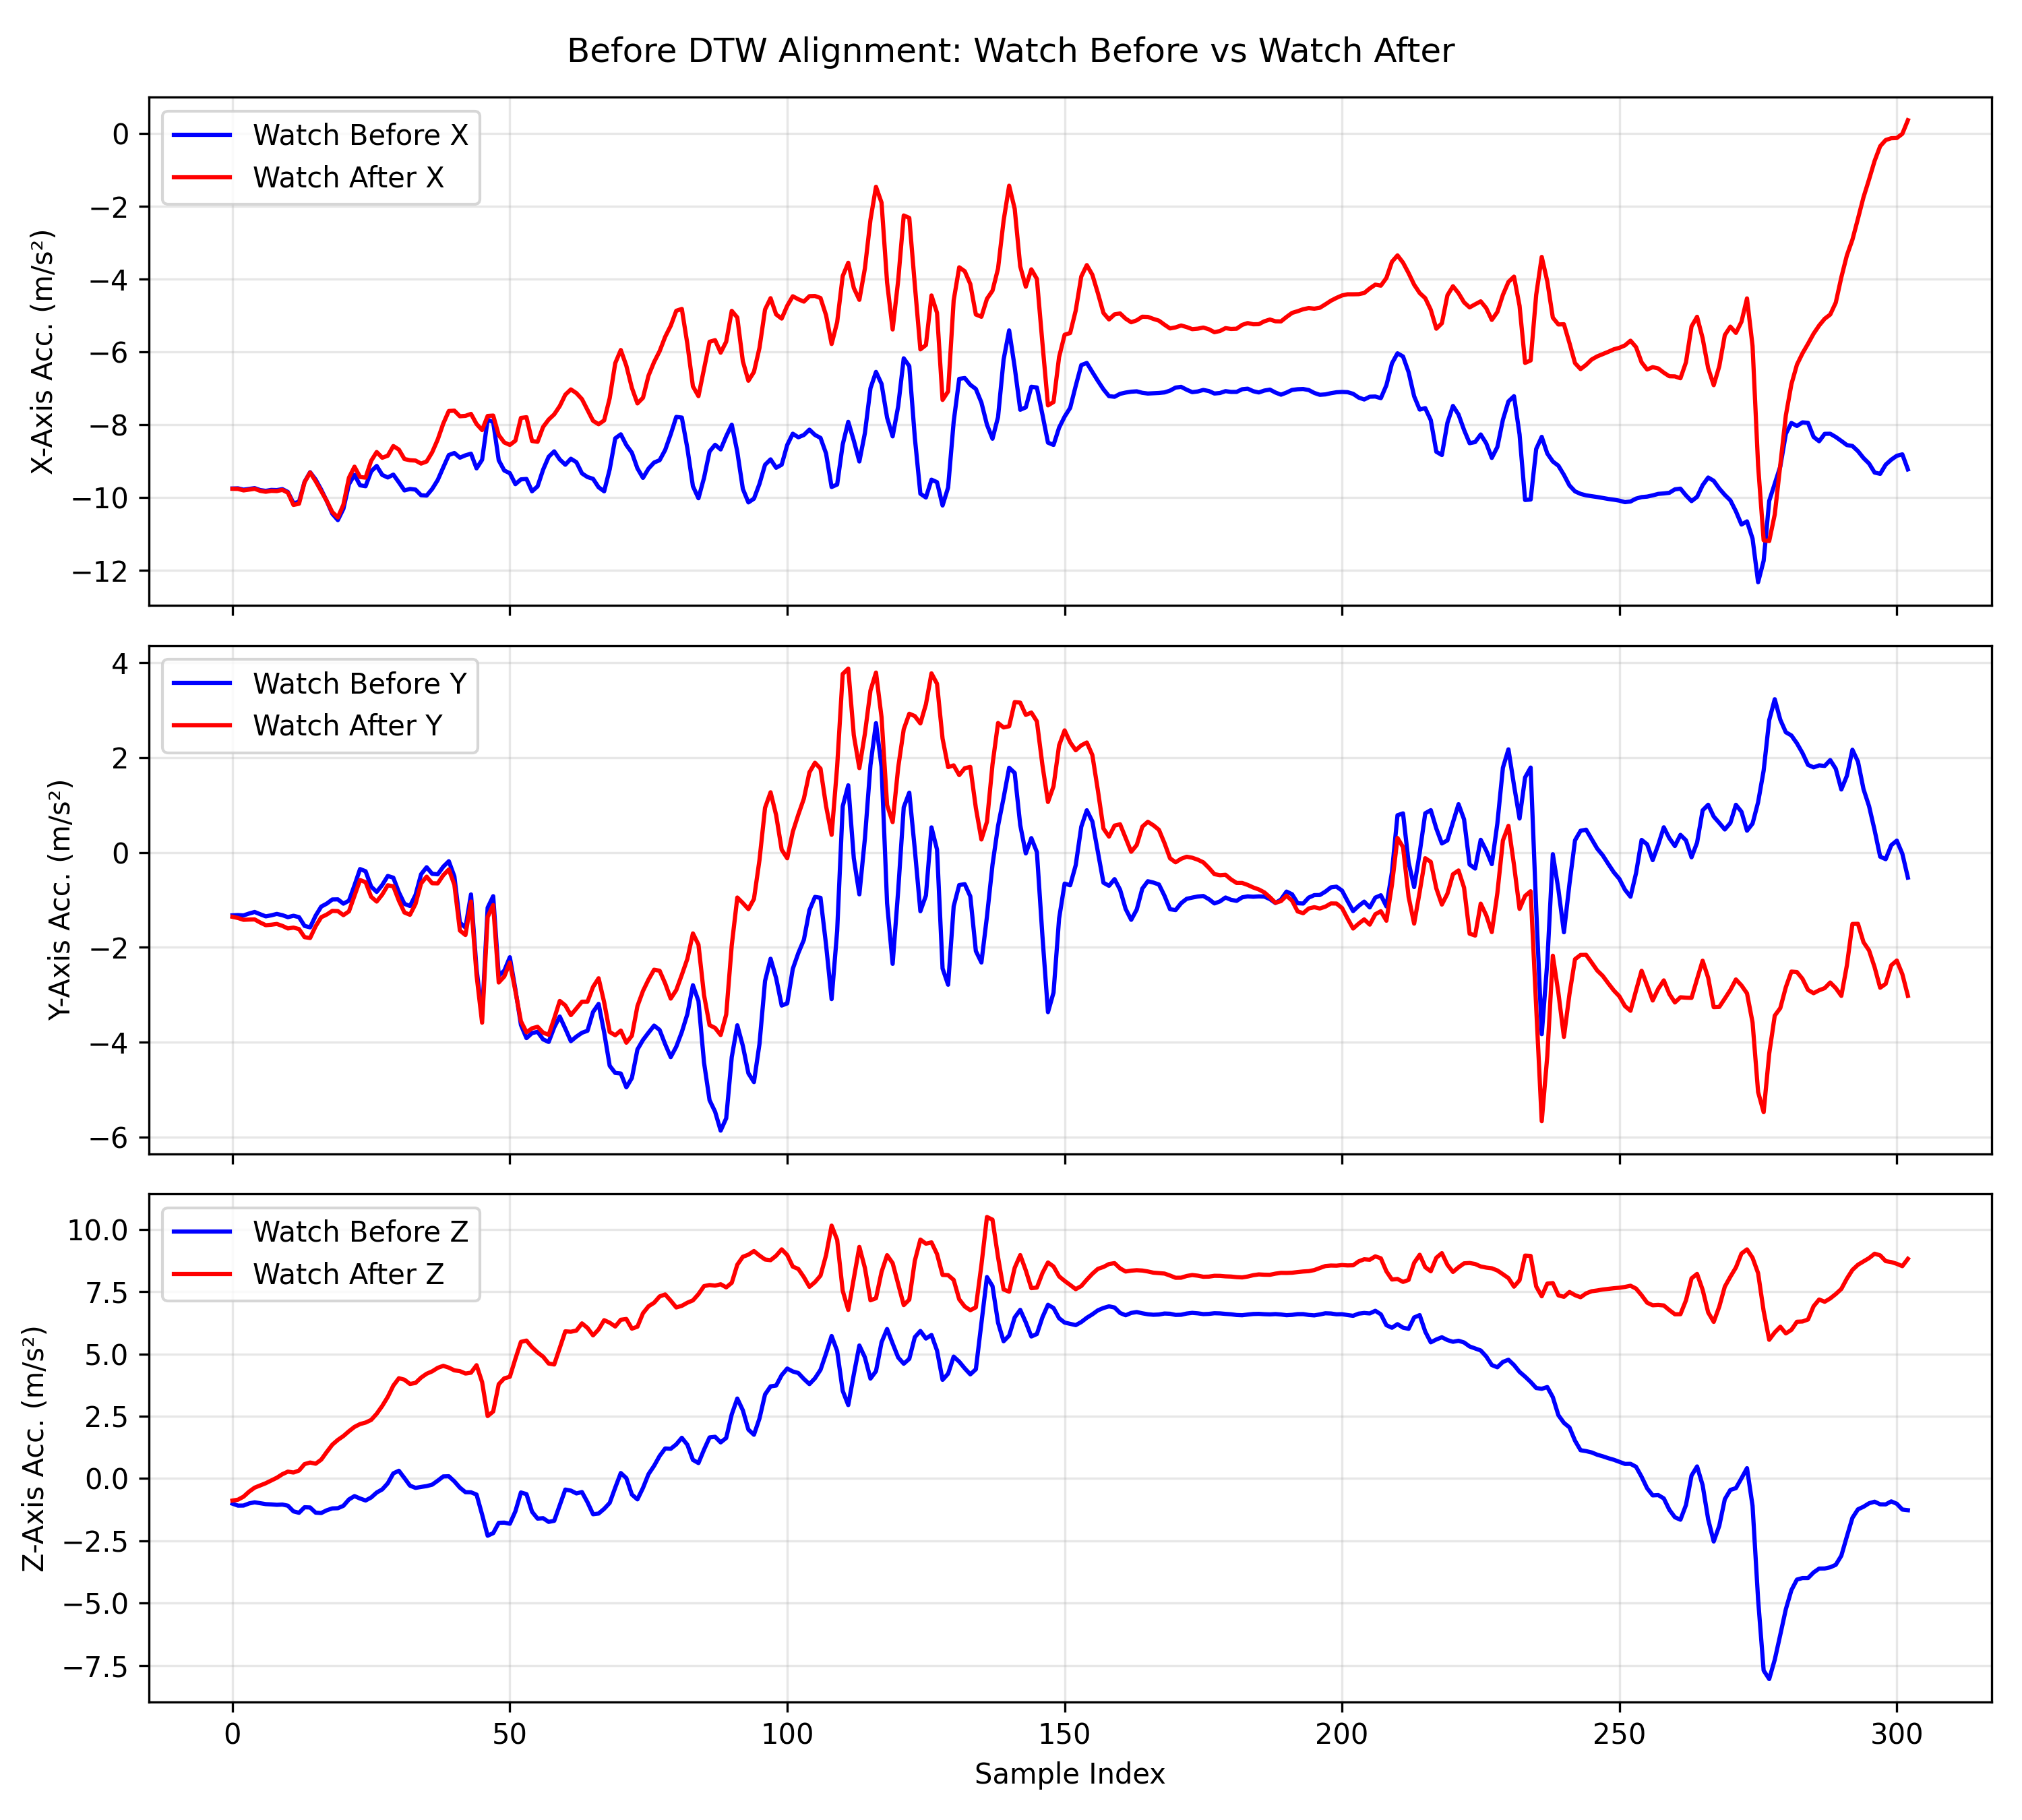 Before DTW Alignment: Watch Before vs Watch After
Watch Before X
Watch After X
X-Axis Acc. (m/s²)
0
−2
−4
−6
−8
−10
−12
Watch Before Y
Watch After Y
Y-Axis Acc. (m/s²)
4
2
0
−2
−4
−6
Watch Before Z
Watch After Z
Z-Axis Acc. (m/s²)
10.0
7.5
5.0
2.5
0.0
−2.5
−5.0
−7.5
0 50 100 150 200 250 300
Sample Index